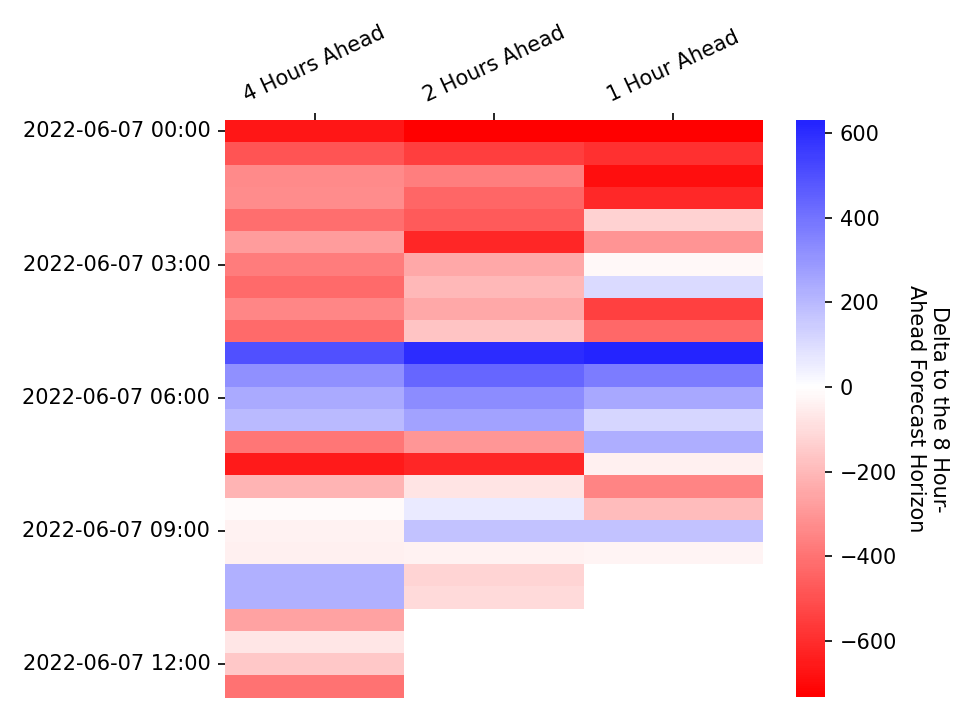 4 Hours Ahead
2 Hours Ahead
1 Hour Ahead
2022-06-07 00:00
2022-06-07 03:00
2022-06-07 06:00
2022-06-07 09:00
2022-06-07 12:00
600
400
200
0
−200
−400
−600
Delta to the 8 Hour-
Ahead Forecast Horizon